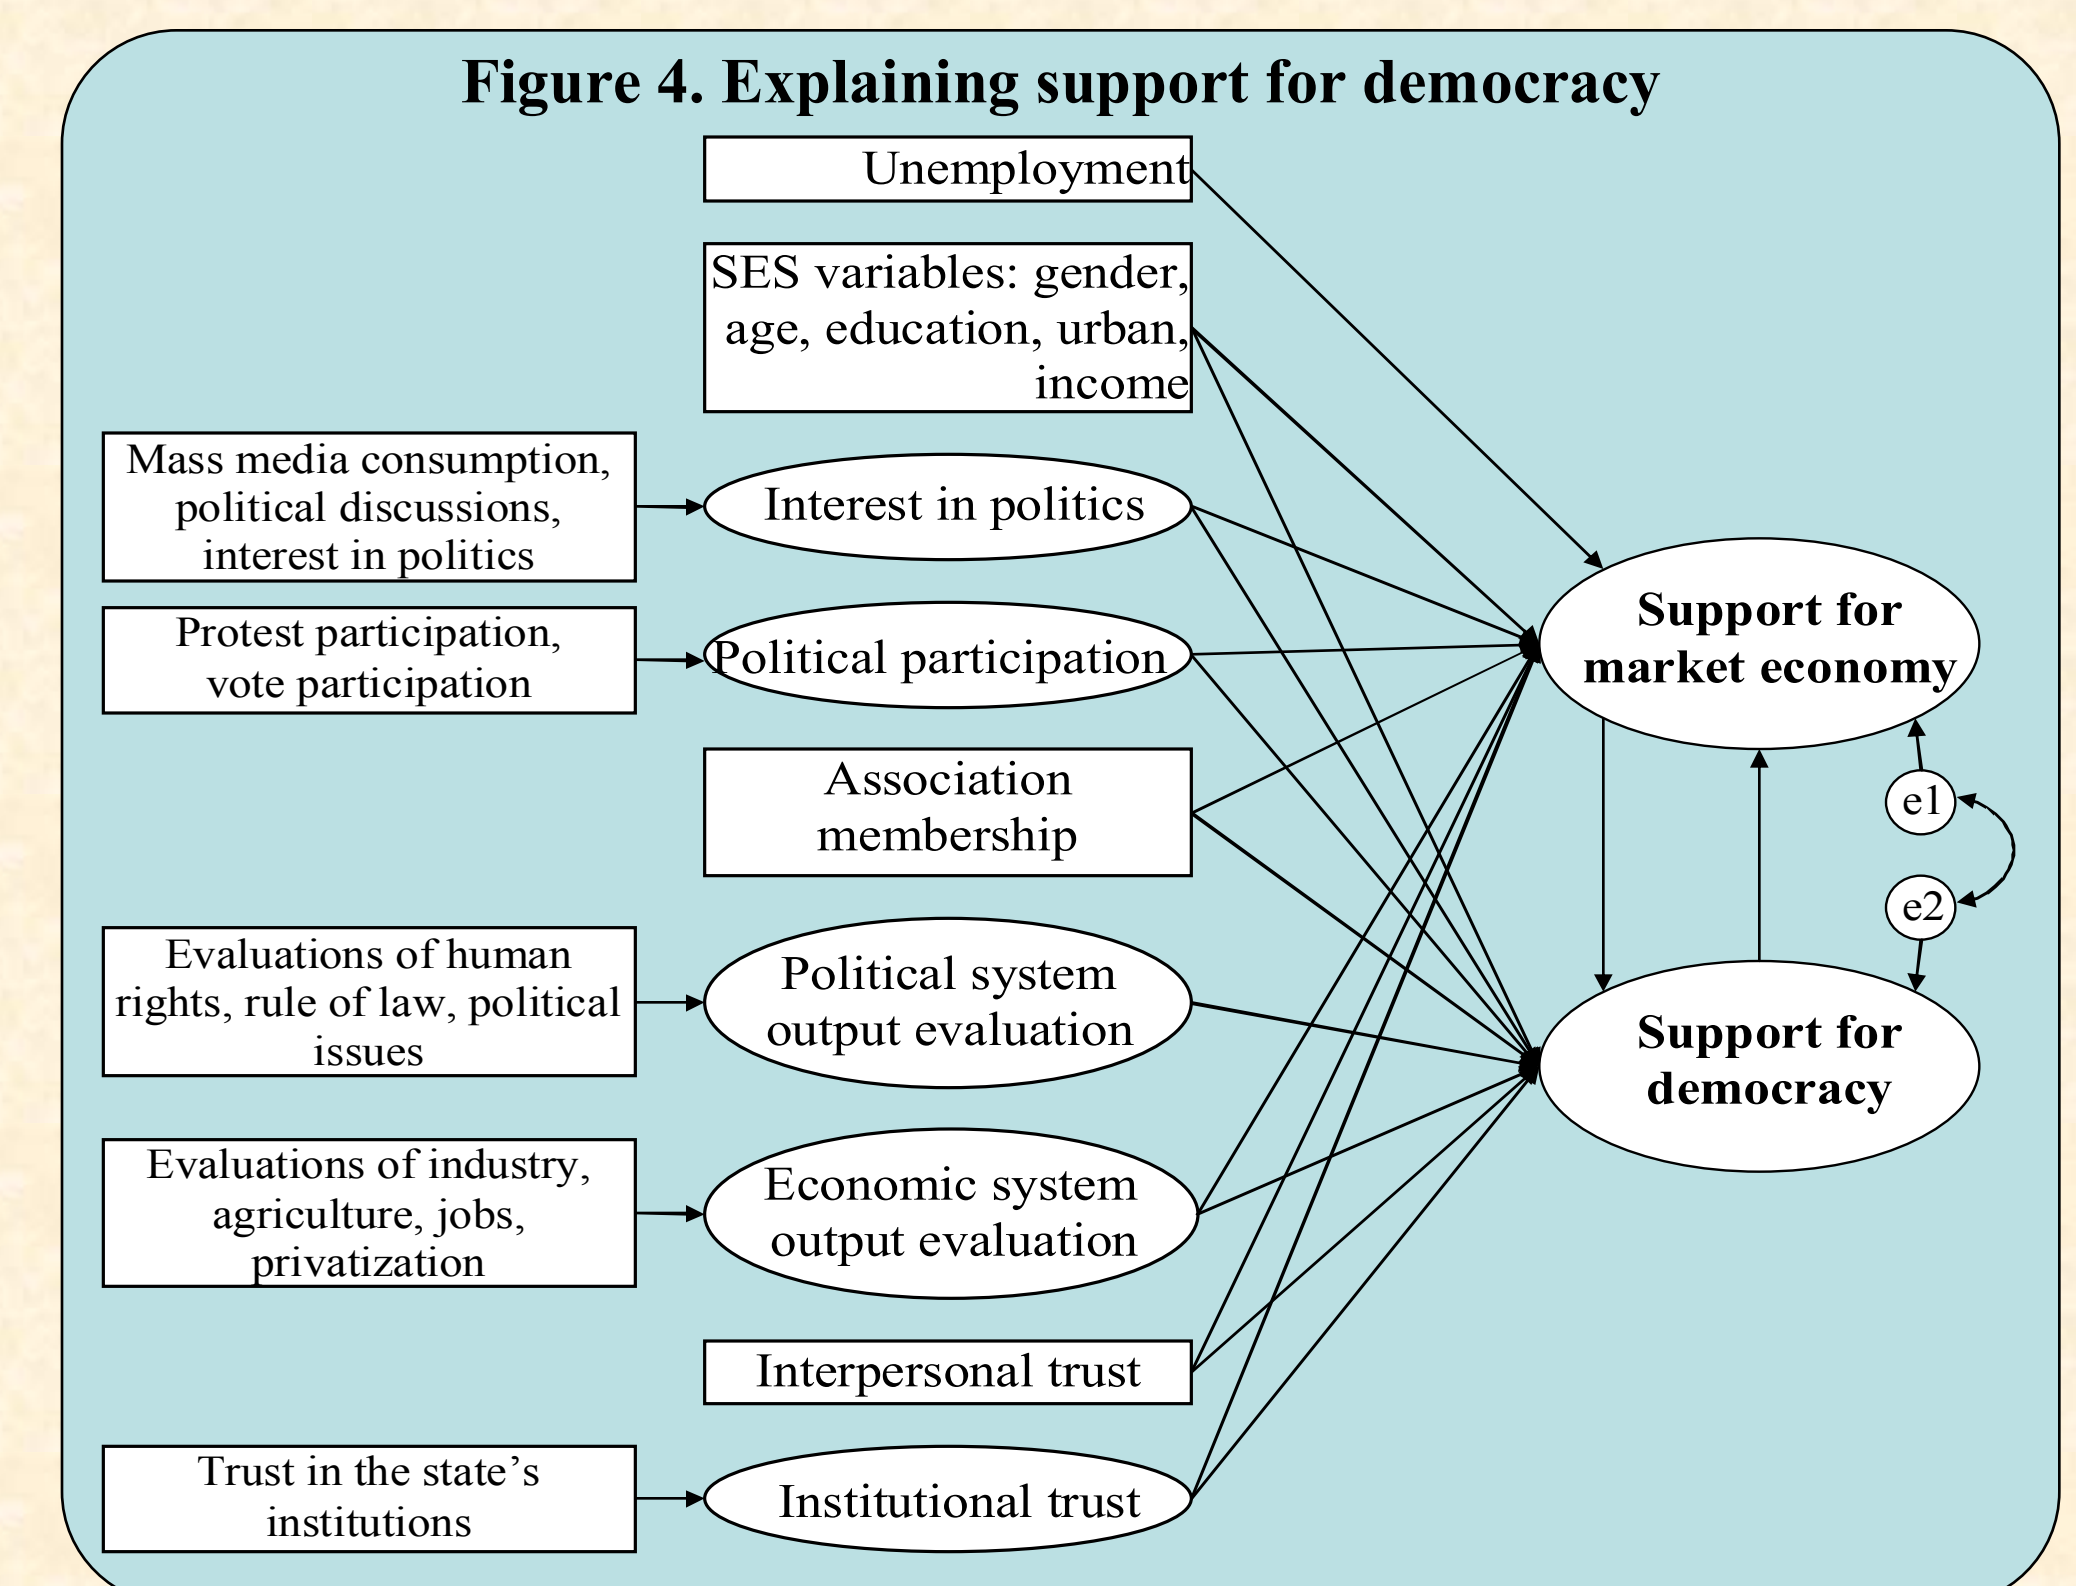 Figure 4. Explaining support for democracy
Unemployment
SES variables: gender,
age, education, urban,
income
Mass media consumption,
political discussions,
interest in politics
Interest in politics
Protest participation,
vote participation
Political participation
Association
membership
Evaluations of human
rights, rule of law, political
issues
Political system
output evaluation
Evaluations of industry,
agriculture, jobs,
privatization
Economic system
output evaluation
Interpersonal trust
Trust in the state’s
institutions
Institutional trust
Support for
market economy
e1
e2
Support for
democracy